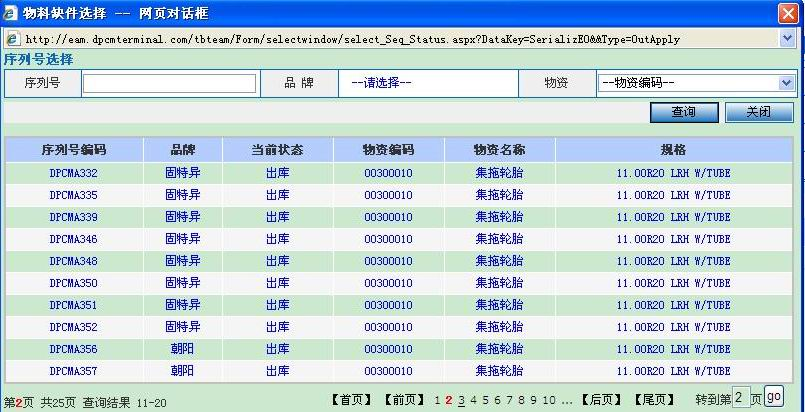 物料缺件选择 -- 网页对话框
http://eam.dpcmterminal.com/tbteam/Form/selectwindow/select_Seq_Status.aspx?DataKey=SerializEO&&Type=OutApply
序列号选择
序列号 品 牌 --请选择-- 物资 --物资编码--
查询 关闭
序列号编码 品牌 当前状态 物资编码 物资名称 规格
DPCMA332 固特异 出库 00300010 集拖轮胎 11.00R20 LRH W/TUBE
DPCMA335 固特异 出库 00300010 集拖轮胎 11.00R20 LRH W/TUBE
DPCMA339 固特异 出库 00300010 集拖轮胎 11.00R20 LRH W/TUBE
DPCMA346 固特异 出库 00300010 集拖轮胎 11.00R20 LRH W/TUBE
DPCMA348 固特异 出库 00300010 集拖轮胎 11.00R20 LRH W/TUBE
DPCMA350 固特异 出库 00300010 集拖轮胎 11.00R20 LRH W/TUBE
DPCMA351 固特异 出库 00300010 集拖轮胎 11.00R20 LRH W/TUBE
DPCMA352 固特异 出库 00300010 集拖轮胎 11.00R20 LRH W/TUBE
DPCMA356 朝阳 出库 00300010 集拖轮胎 11.00R20 LRH W/TUBE
DPCMA357 朝阳 出库 00300010 集拖轮胎 11.00R20 LRH W/TUBE
第2页 共25页 查询结果 11-20 【首页】 【前页】 1 2 3 4 5 6 7 8 9 10 ... 【后页】 【尾页】 转到第2页 go